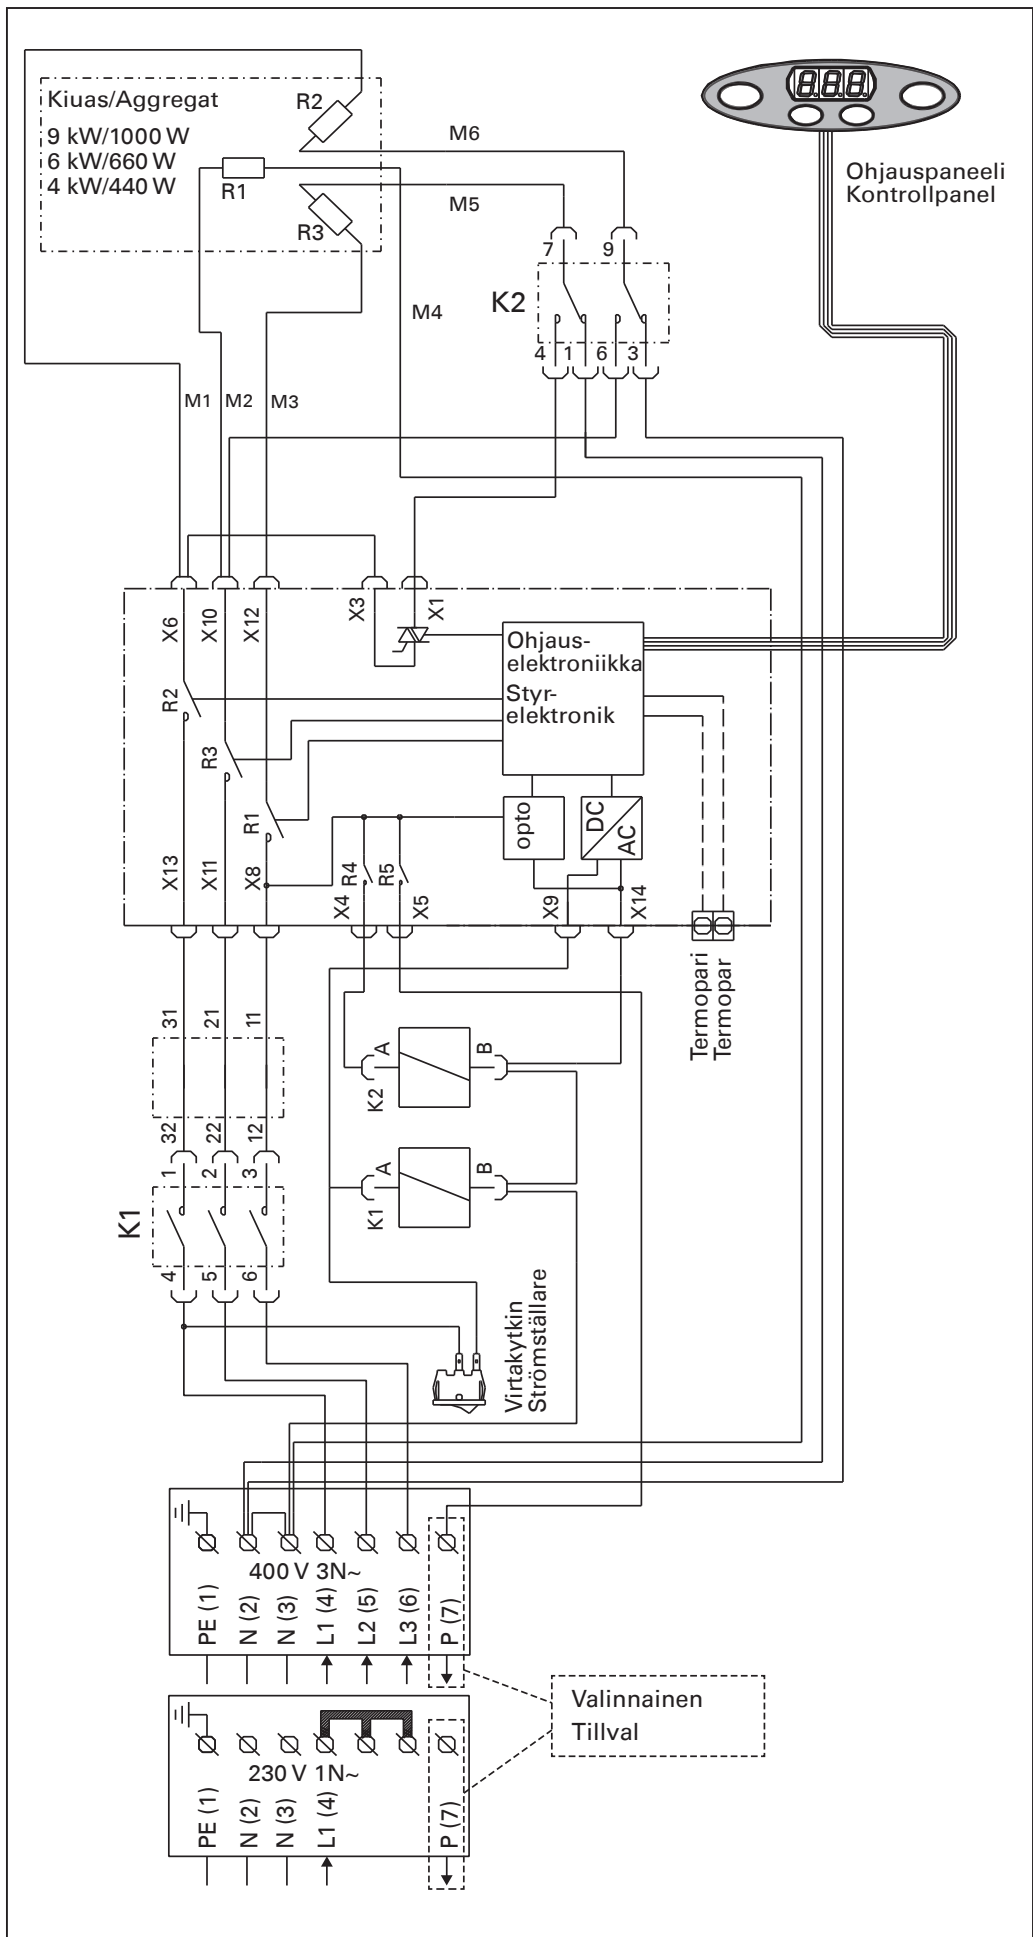 Kiuas/Aggregat
9 kW/1000 W
6 kW/660 W
4 kW/440 W
R2
R1
R3
M6
M5
8.8.8.
Ohjauspaneeli
Kontrollpanel
7
9
K2
4
1
6
3
M4
M1
M2
M3
X6
X10
X12
X3
X1
Ohjaus-
elektroniikka
Styr-
elektronik
R2
R3
R1
opto
DC
AC
X13
X11
X8
R4
R5
X4
X5
X9
X14
Termopari
Termopar
31
21
11
A
B
K2
32
22
12
1
2
3
A
B
K1
K1
4
5
6
Virtakytkin
Strömställare
400 V 3N~
PE (1)
N (2)
N (3)
L1 (4)
L2 (5)
L3 (6)
P (7)
Valinnainen
Tillval
230 V 1N~
PE (1)
N (2)
N (3)
L1 (4)
P (7)